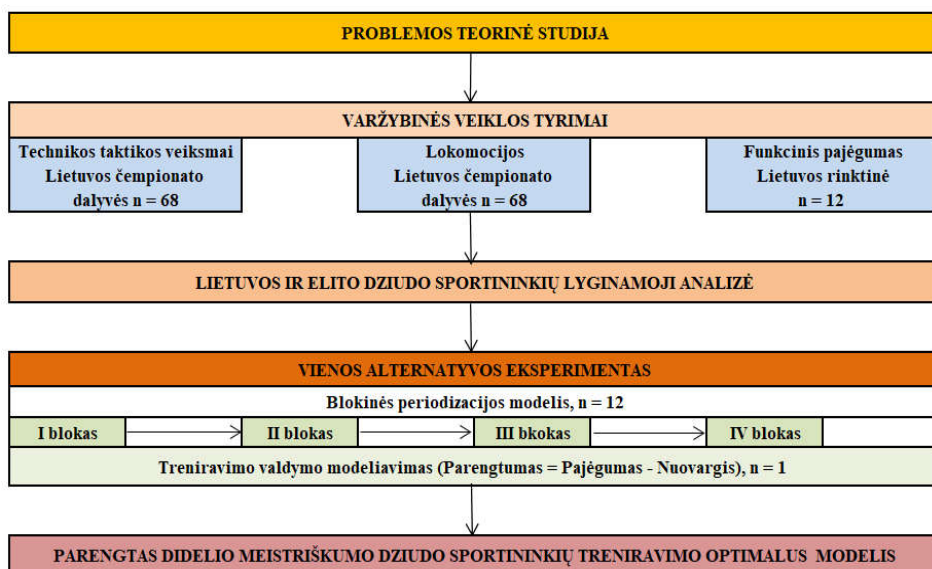 PROBLEMOS TEORINĖ STUDIJA
VARŽYBINĖS VEIKLOS TYRIMAI
Technikos taktikos veiksmai
Lietuvos čempionato
dalyvės n = 68
Lokomocijos
Lietuvos čempionato
dalyvės n = 68
Funkcinis pajėgumas
Lietuvos rinktinė
n = 12
LIETUVOS IR ELITO DZIUDO SPORTININKIŲ LYGINAMOJI ANALIZĖ
VIENOS ALTERNATYVOS EKSPERIMENTAS
Blokinės periodizacijos modelis, n = 12
I blokas
II blokas
III bkokas
IV blokas
Treniravimo valdymo modeliavimas (Parengtumas = Pajėgumas - Nuovargis), n = 1
PARENGTAS DIDELIO MEISTRIŠKUMO DZIUDO SPORTININKIŲ TRENIRAVIMO OPTIMALUS MODELIS